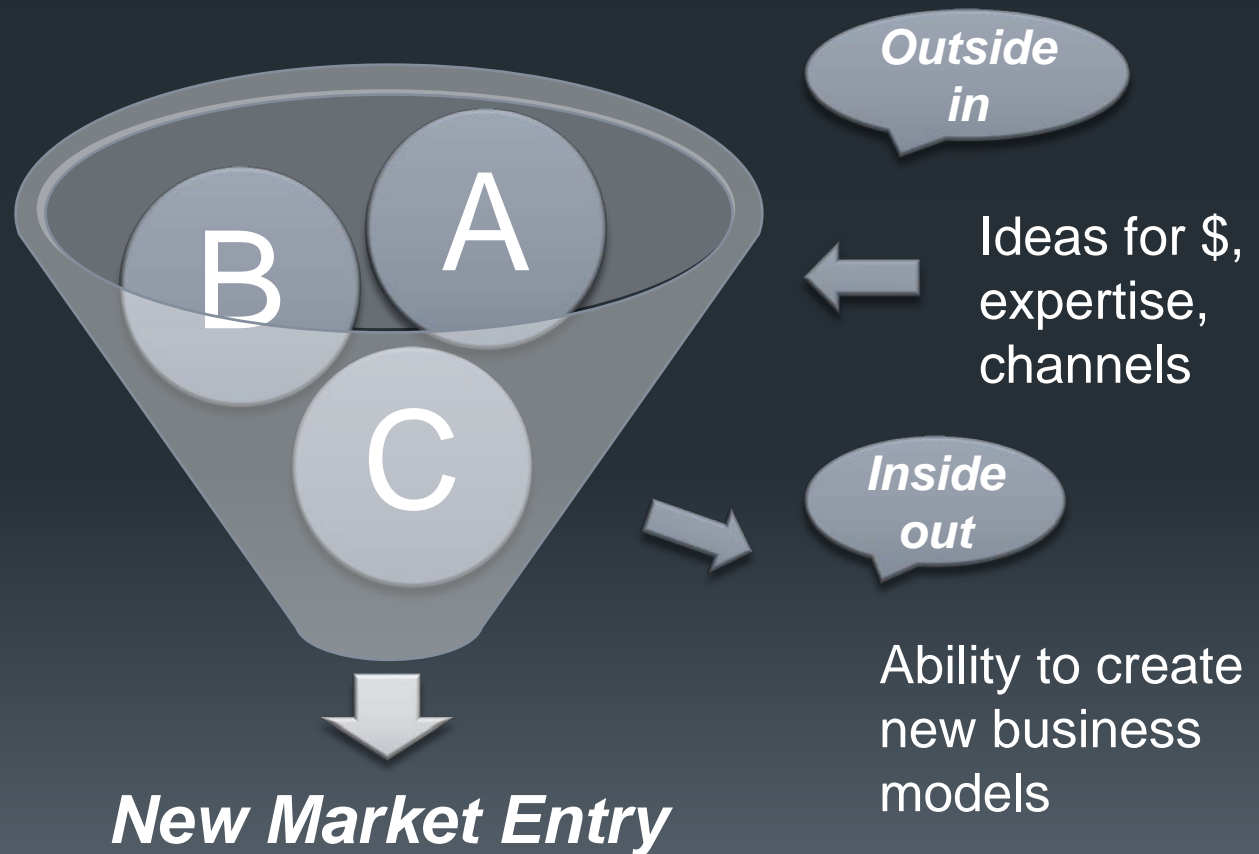 Outside
in
A
B
C
Ideas for $,
expertise,
channels
Inside
out
Ability to create
new business
models
New Market Entry